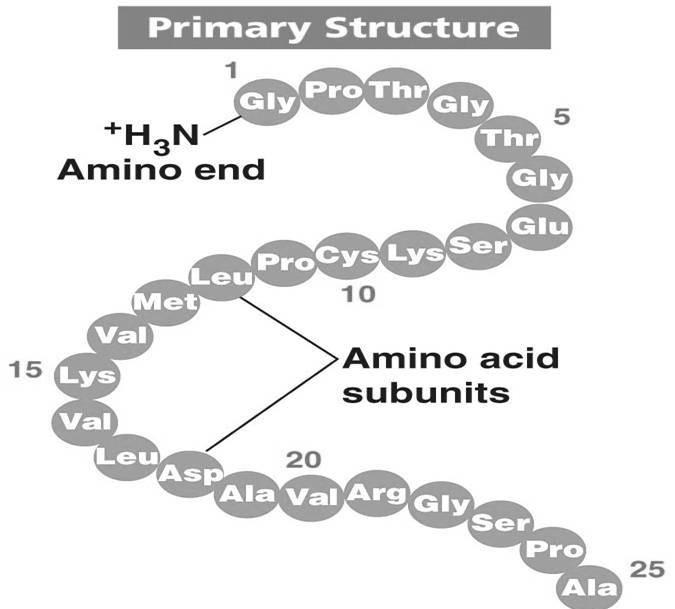 Primary Structure
1
Gly Pro Thr Gly
5
Thr
Gly
Glu
Ser
Lys
Cys
10
Pro
Leu
Met
Val
15
Lys
Val
Leu
Asp
Ala
20
Val
Arg
Gly
Ser
Pro
Ala
25
+H3N
Amino end
Amino acid
subunits